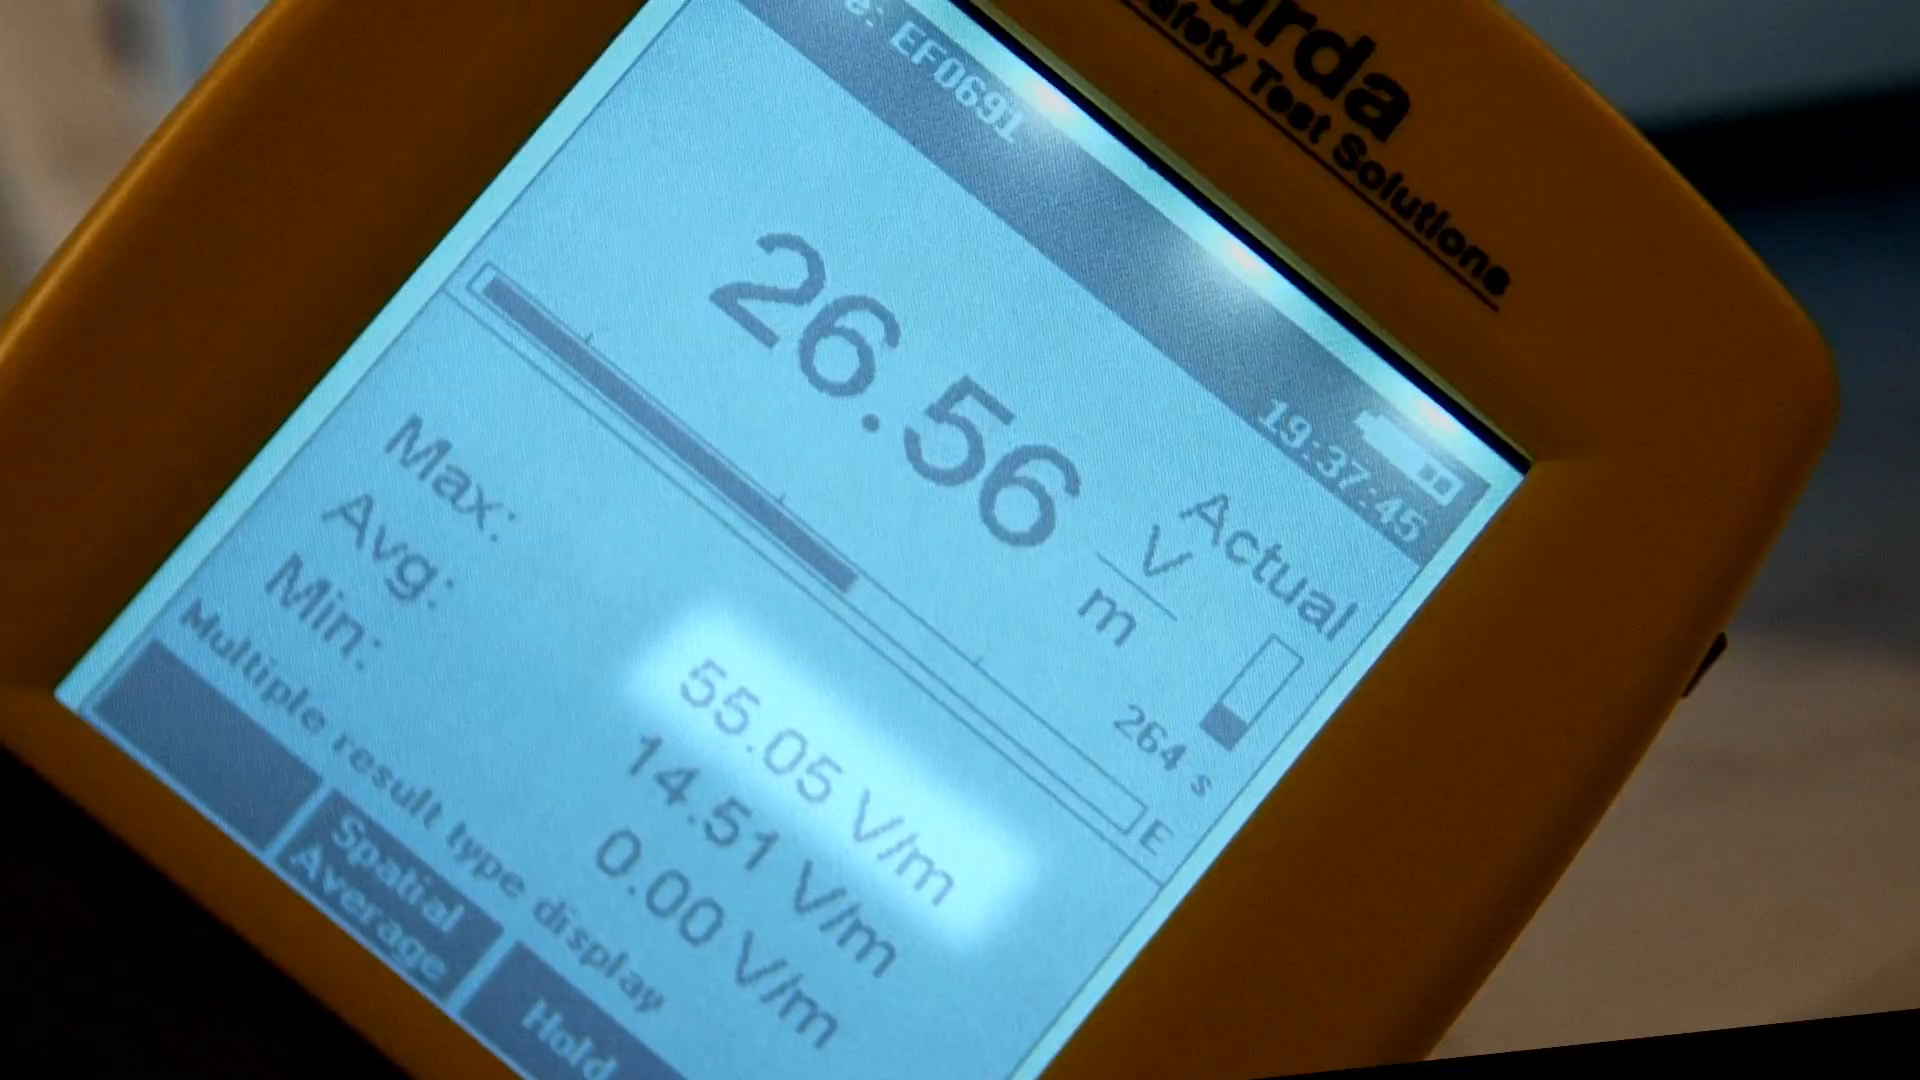 Safety Test Solutions
e: EF0691
19:37:45
26.56 V/m
Actual
264 s
E
Max: 55.05 V/m
Avg: 14.51 V/m
Min: 0.00 V/m
Multiple result type display
Spatial
Average
Hold